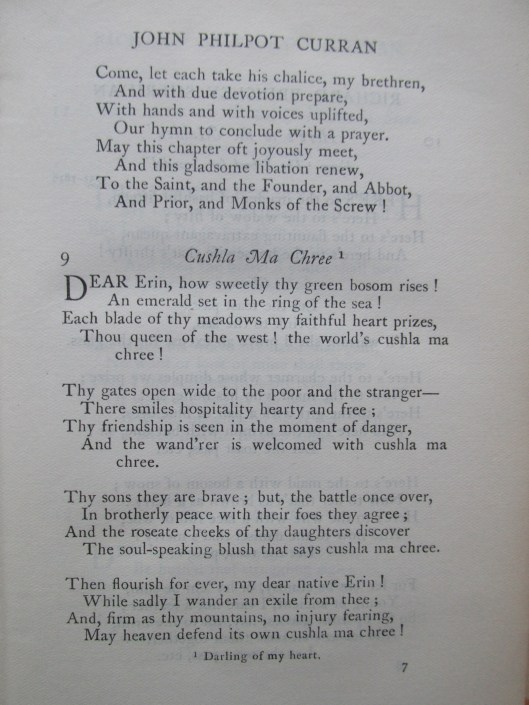 JOHN PHILPOT CURRAN
Come, let each take his chalice, my brethren,
And with due devotion prepare,
With hands and with voices uplifted,
Our hymn to conclude with a prayer.
May this chapter oft joyously meet,
And this gladsome libation renew,
To the Saint, and the Founder, and Abbot,
And Prior, and Monks of the Screw !
9 Cushla Ma Chree ¹
DEAR Erin, how sweetly thy green bosom rises !
An emerald set in the ring of the sea !
Each blade of thy meadows my faithful heart prizes,
Thou queen of the west ! the world's cushla ma
chree !
Thy gates open wide to the poor and the stranger—
There smiles hospitality hearty and free ;
Thy friendship is seen in the moment of danger,
And the wand'rer is welcomed with cushla ma
chree.
Thy sons they are brave ; but, the battle once over,
In brotherly peace with their foes they agree ;
And the roseate cheeks of thy daughters discover
The soul-speaking blush that says cushla ma chree.
Then flourish for ever, my dear native Erin !
While sadly I wander an exile from thee ;
And, firm as thy mountains, no injury fearing,
May heaven defend its own cushla ma chree !
¹ Darling of my heart.
7